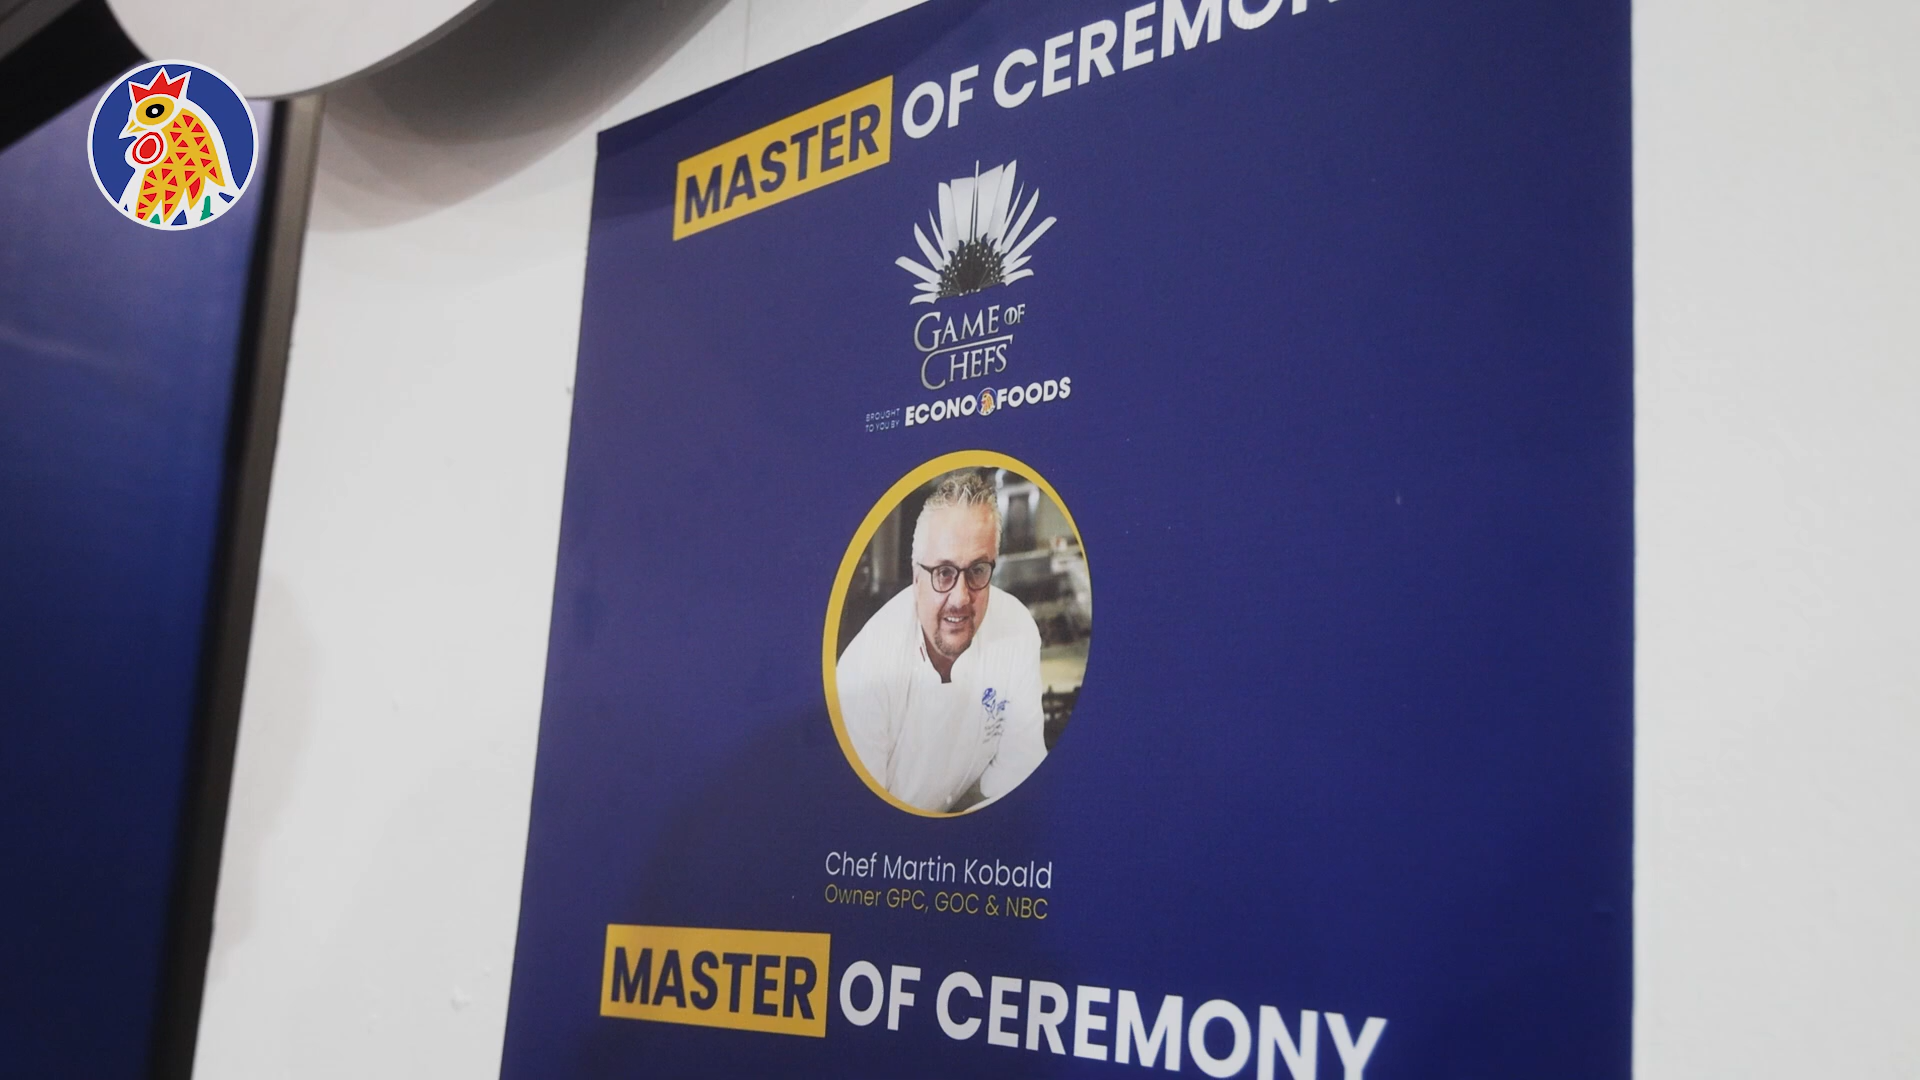 MASTER OF CEREMON
GAME OF
CHEFS
BROUGHT
TO YOU BY
ECONO FOODS
Chef Martin Kobald
Owner GPC, GOC & NBC
MASTER OF CEREMONY